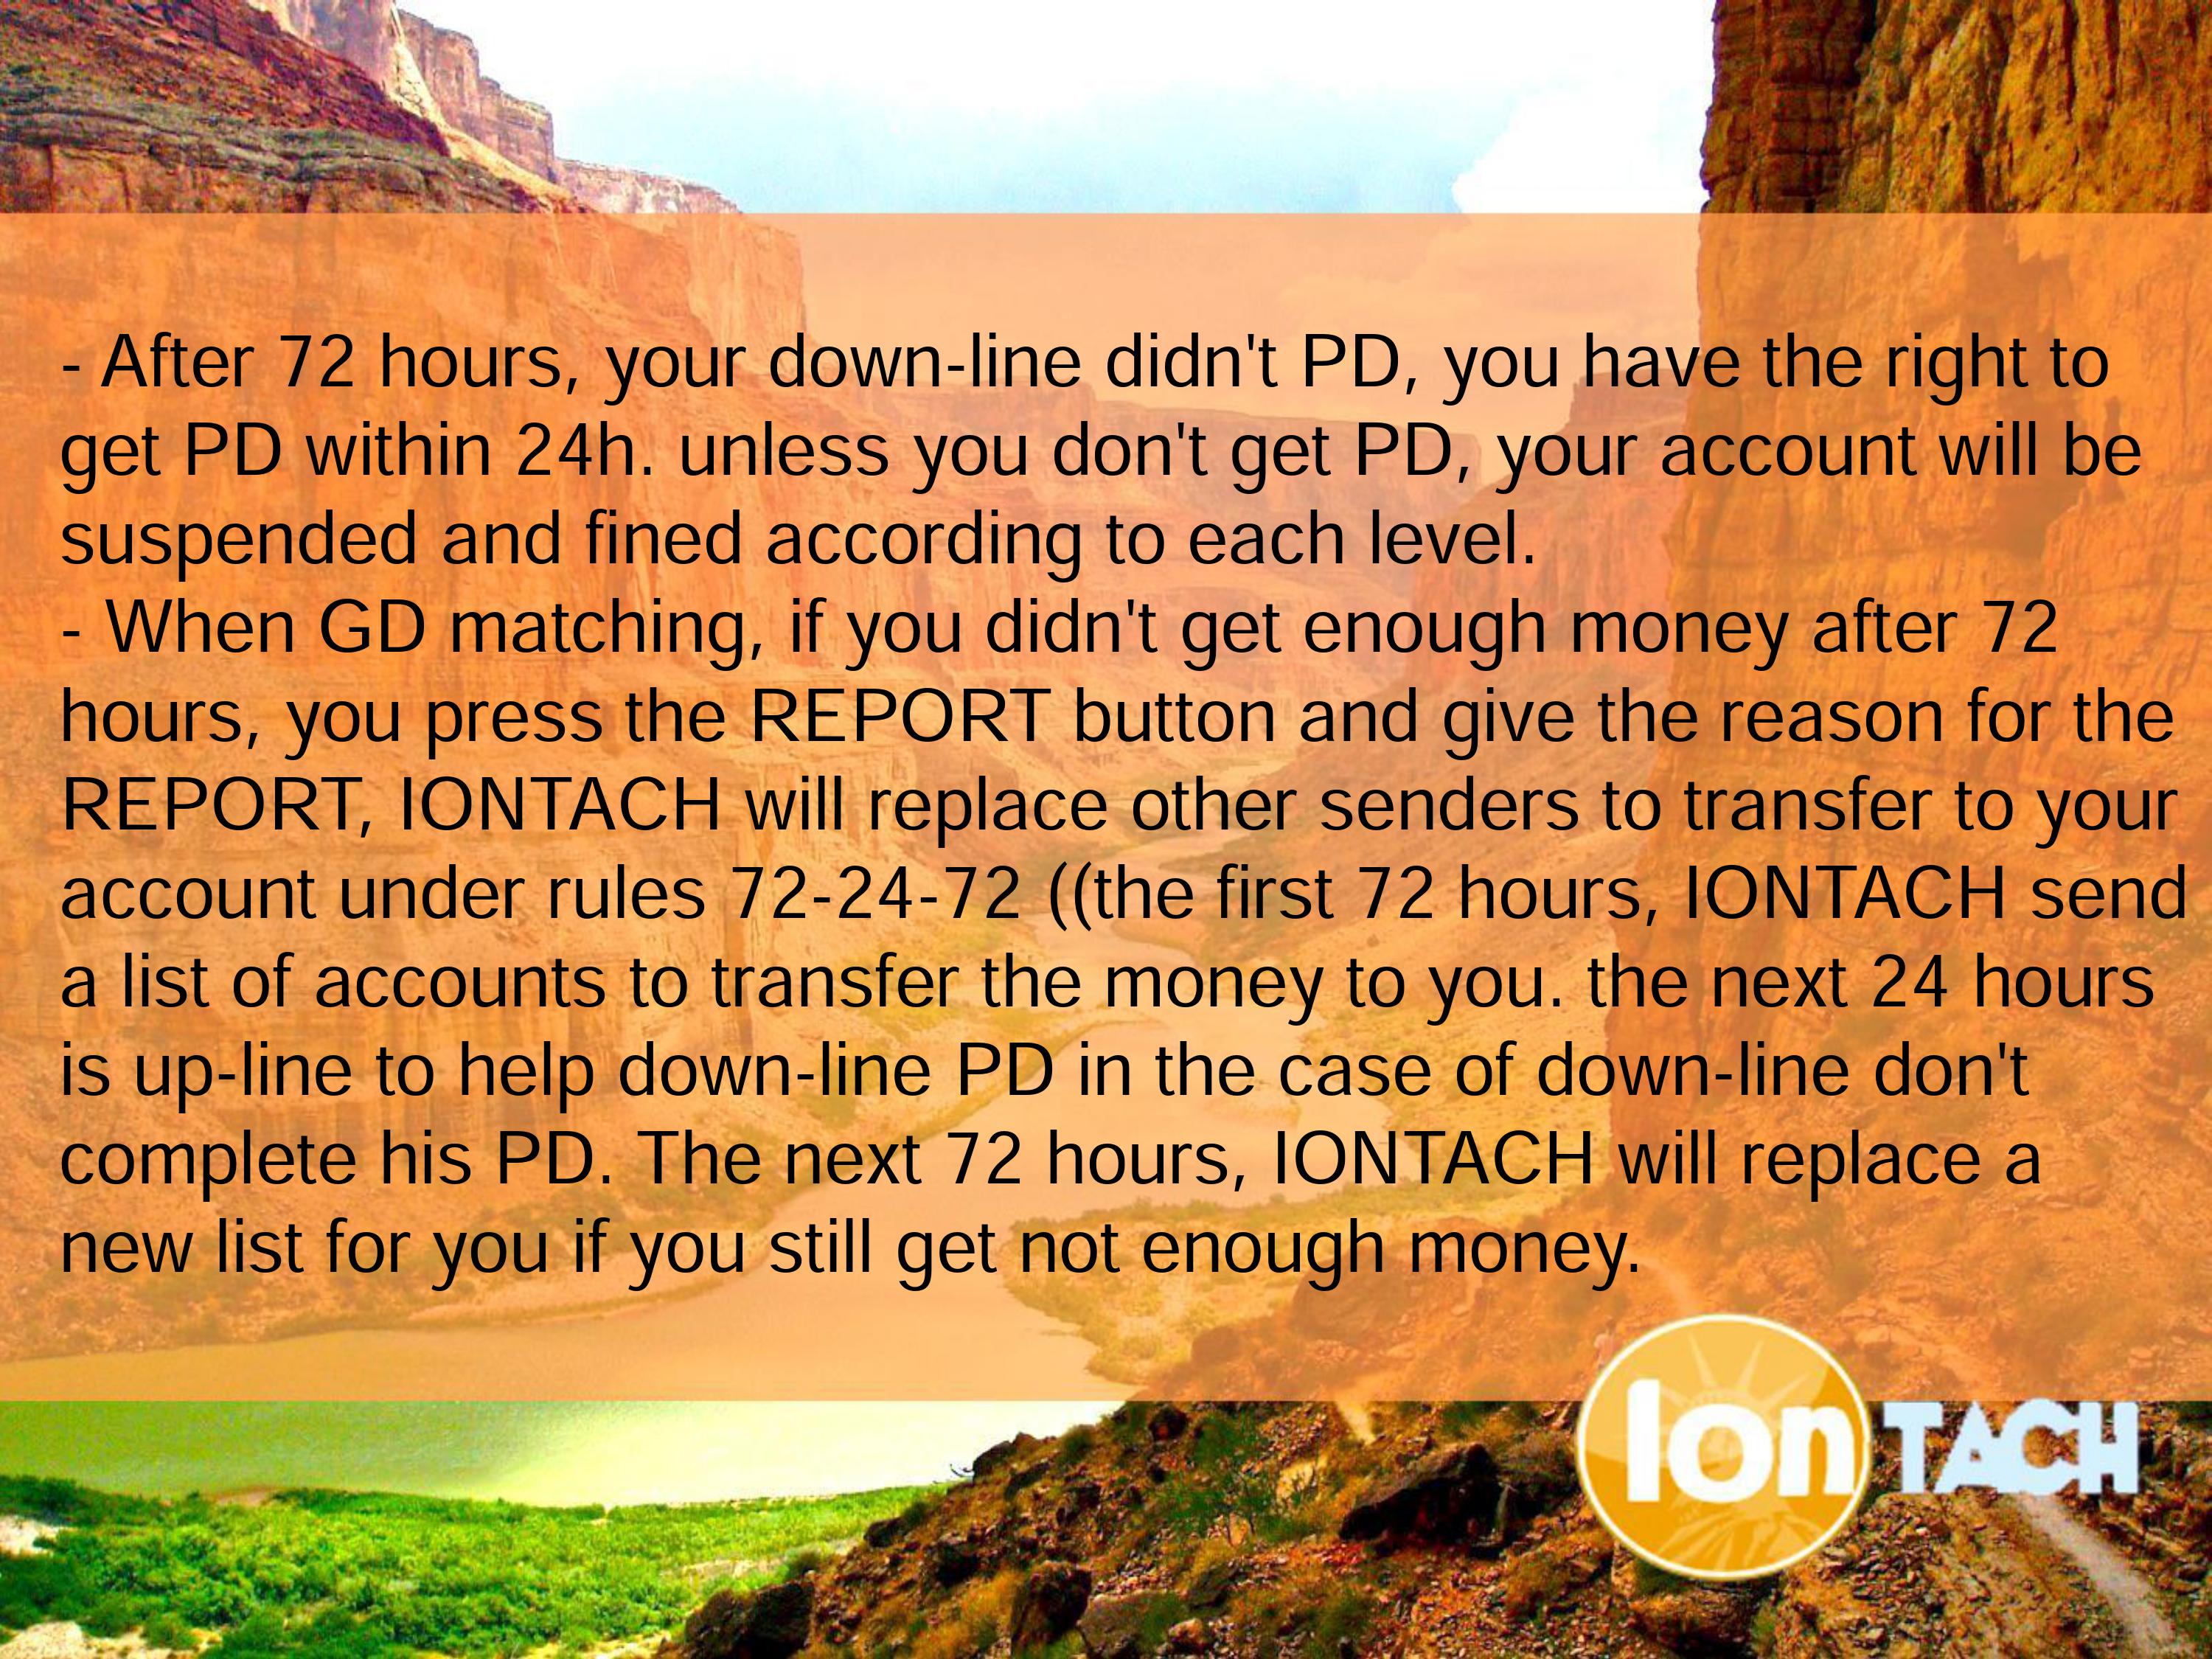 - After 72 hours, your down-line didn't PD, you have the right to
get PD within 24h. unless you don't get PD, your account will be
suspended and fined according to each level.
- When GD matching, if you didn't get enough money after 72
hours, you press the REPORT button and give the reason for the
REPORT, IONTACH will replace other senders to transfer to your
account under rules 72-24-72 ((the first 72 hours, IONTACH send
a list of accounts to transfer the money to you. the next 24 hours
is up-line to help down-line PD in the case of down-line don't
complete his PD. The next 72 hours, IONTACH will replace a
new list for you if you still get not enough money.
Ion TACH